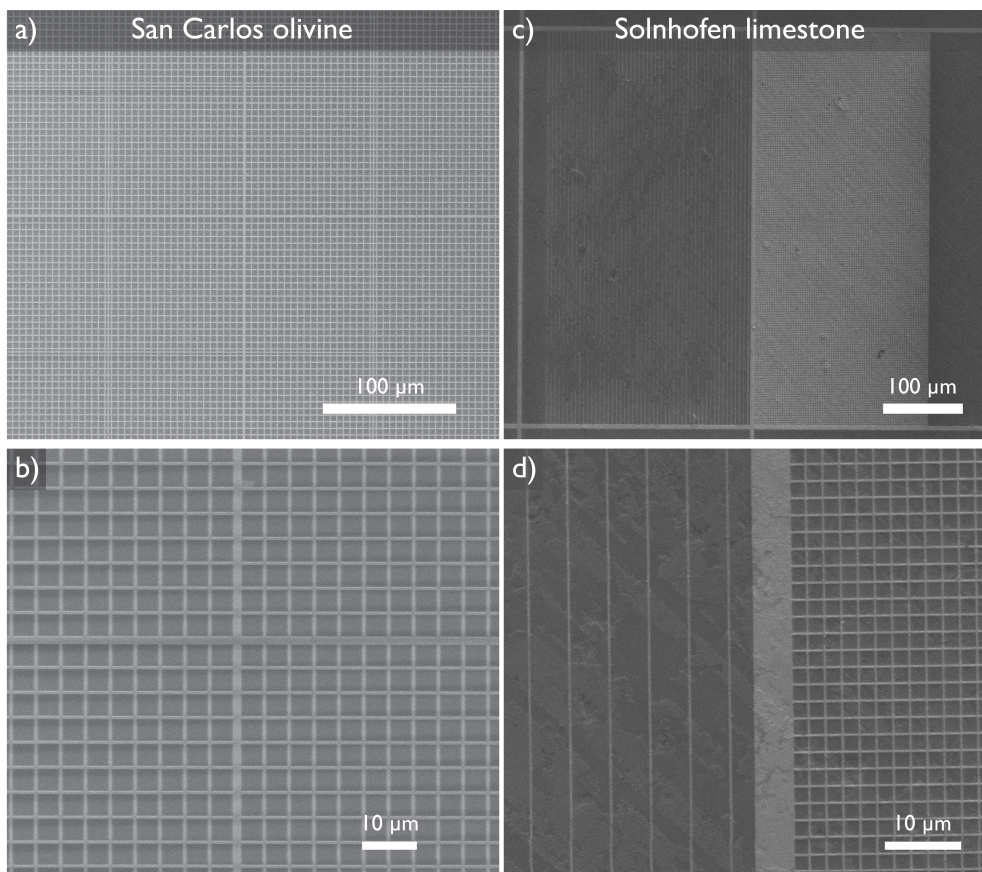 a) San Carlos olivine
100 µm
c) Solnhofen limestone
100 µm
b)
10 µm
d)
10 µm